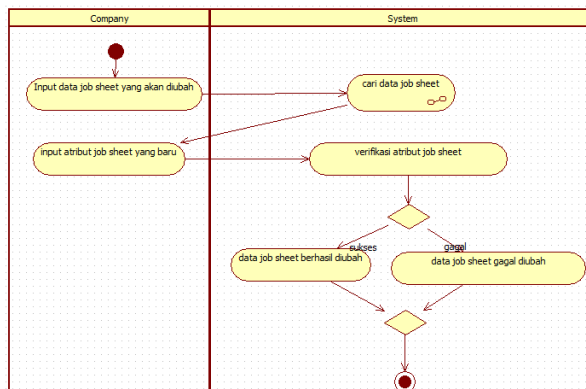 Company
System
Input data job sheet yang akan diubah
cari data job sheet
input atribut job sheet yang baru
verifikasi atribut job sheet
sukses
gagal
data job sheet berhasil diubah
data job sheet gagal diubah